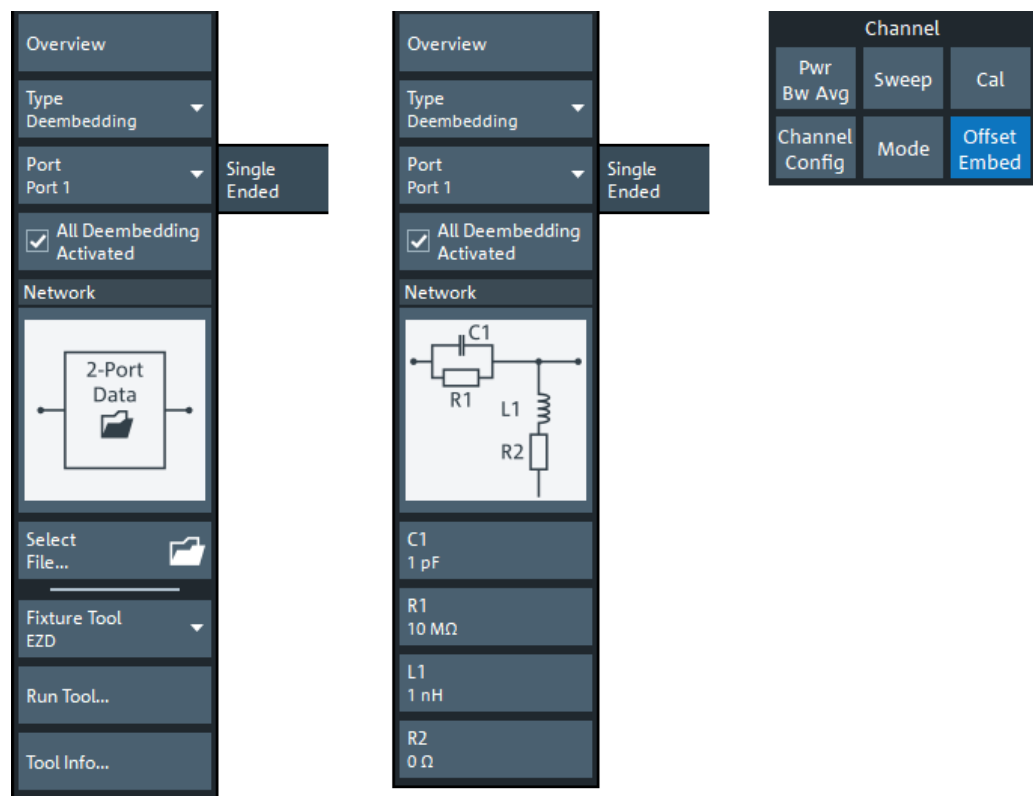 Overview
Type
Deembedding
Port
Port 1
Single
Ended
All Deembedding
Activated
Network
2-Port
Data
Select
File...
Fixture Tool
EZD
Run Tool...
Tool Info...
Overview
Type
Deembedding
Port
Port 1
Single
Ended
All Deembedding
Activated
Network
C1
R1
L1
R2
C1
1 pF
R1
10 MΩ
L1
1 nH
R2
0 Ω
Channel
Pwr
Bw Avg
Sweep
Cal
Channel
Config
Mode
Offset
Embed